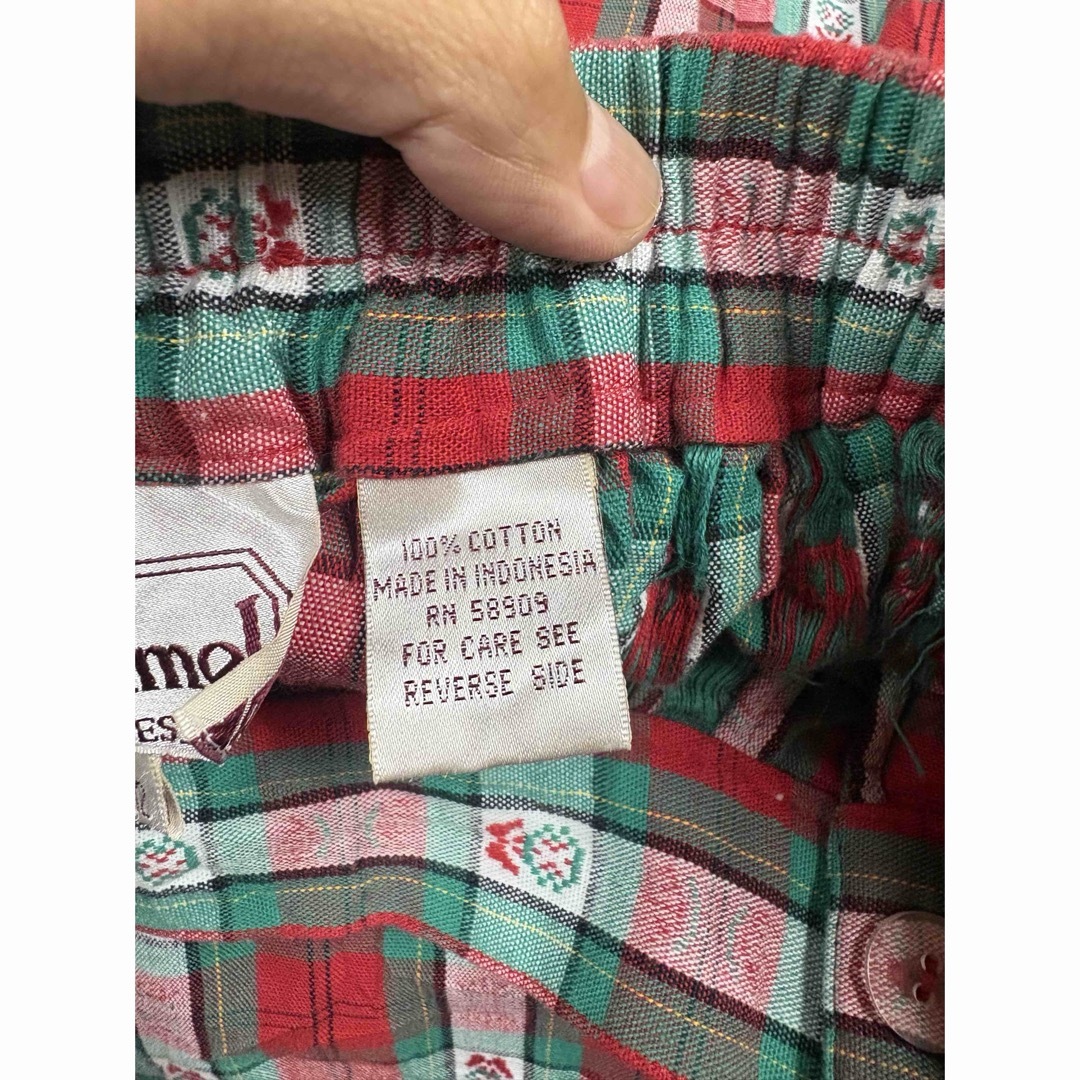 100% COTTON
MADE IN INDONESIA
RN 58909
FOR CARE SEE
REVERSE SIDE